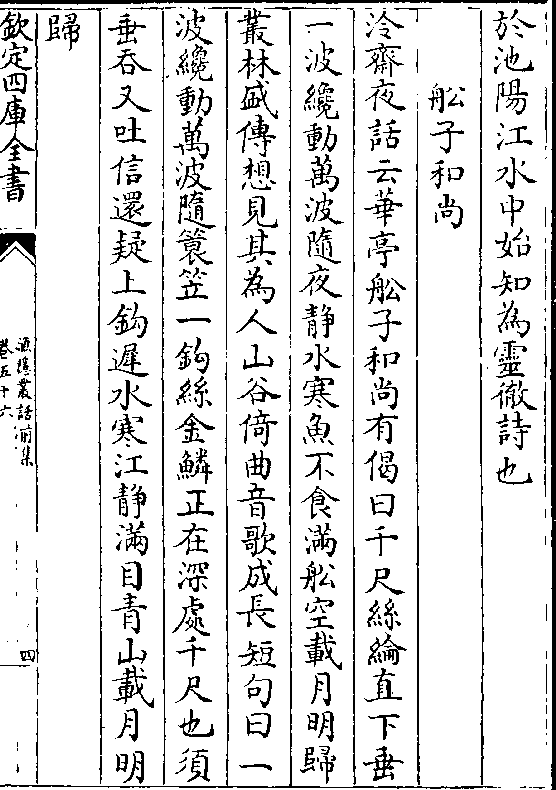 於池陽江水中始知為靈徹詩也
船子和尚
冷齋夜話云華亭船子和尚有偈曰千尺絲綸直下垂
一波纔動萬波隨夜静水寒魚不食滿船空載月明歸
叢林盛傳想見其為人山谷倚曲音歌成長短句曰一
波纔動萬波隨簑笠一鈎絲金鱗正在深處千尺也須
垂吞又吐信還疑上鈎遲水寒江静滿目青山載月明
歸
欽定四庫全書
漁隱叢話前集
卷五十六
四